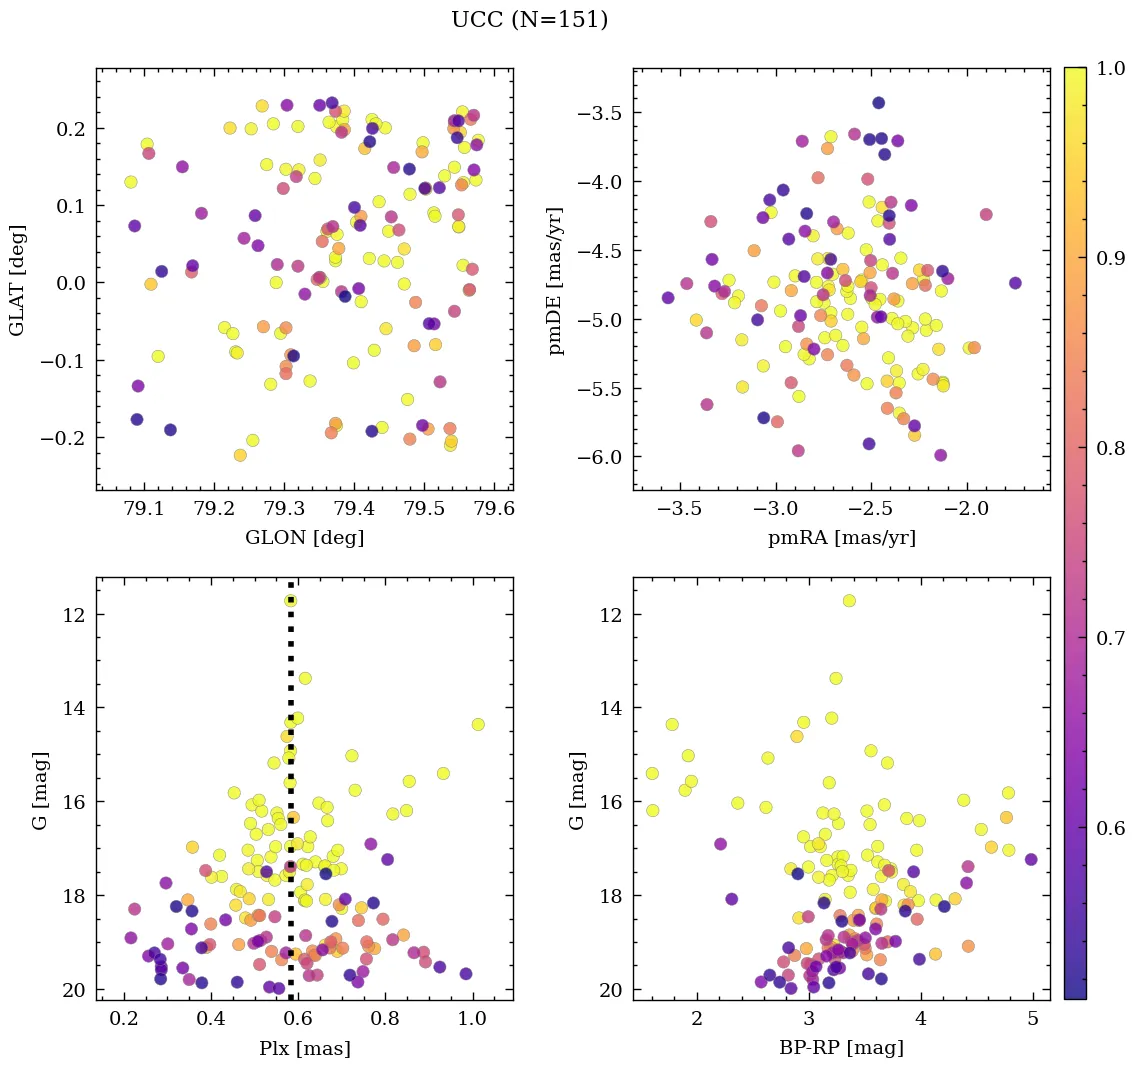 UCC (N=151)
0.2
0.1
0.0
−0.1
−0.2
GLAT [deg]
79.1 79.2 79.3 79.4 79.5 79.6
GLON [deg]
−3.5
−4.0
−4.5
−5.0
−5.5
−6.0
pmDE [mas/yr]
−3.5 −3.0 −2.5 −2.0
pmRA [mas/yr]
12
14
16
18
20
G [mag]
0.2 0.4 0.6 0.8 1.0
Plx [mas]
12
14
16
18
20
G [mag]
2 3 4 5
BP-RP [mag]
1.0
0.9
0.8
0.7
0.6